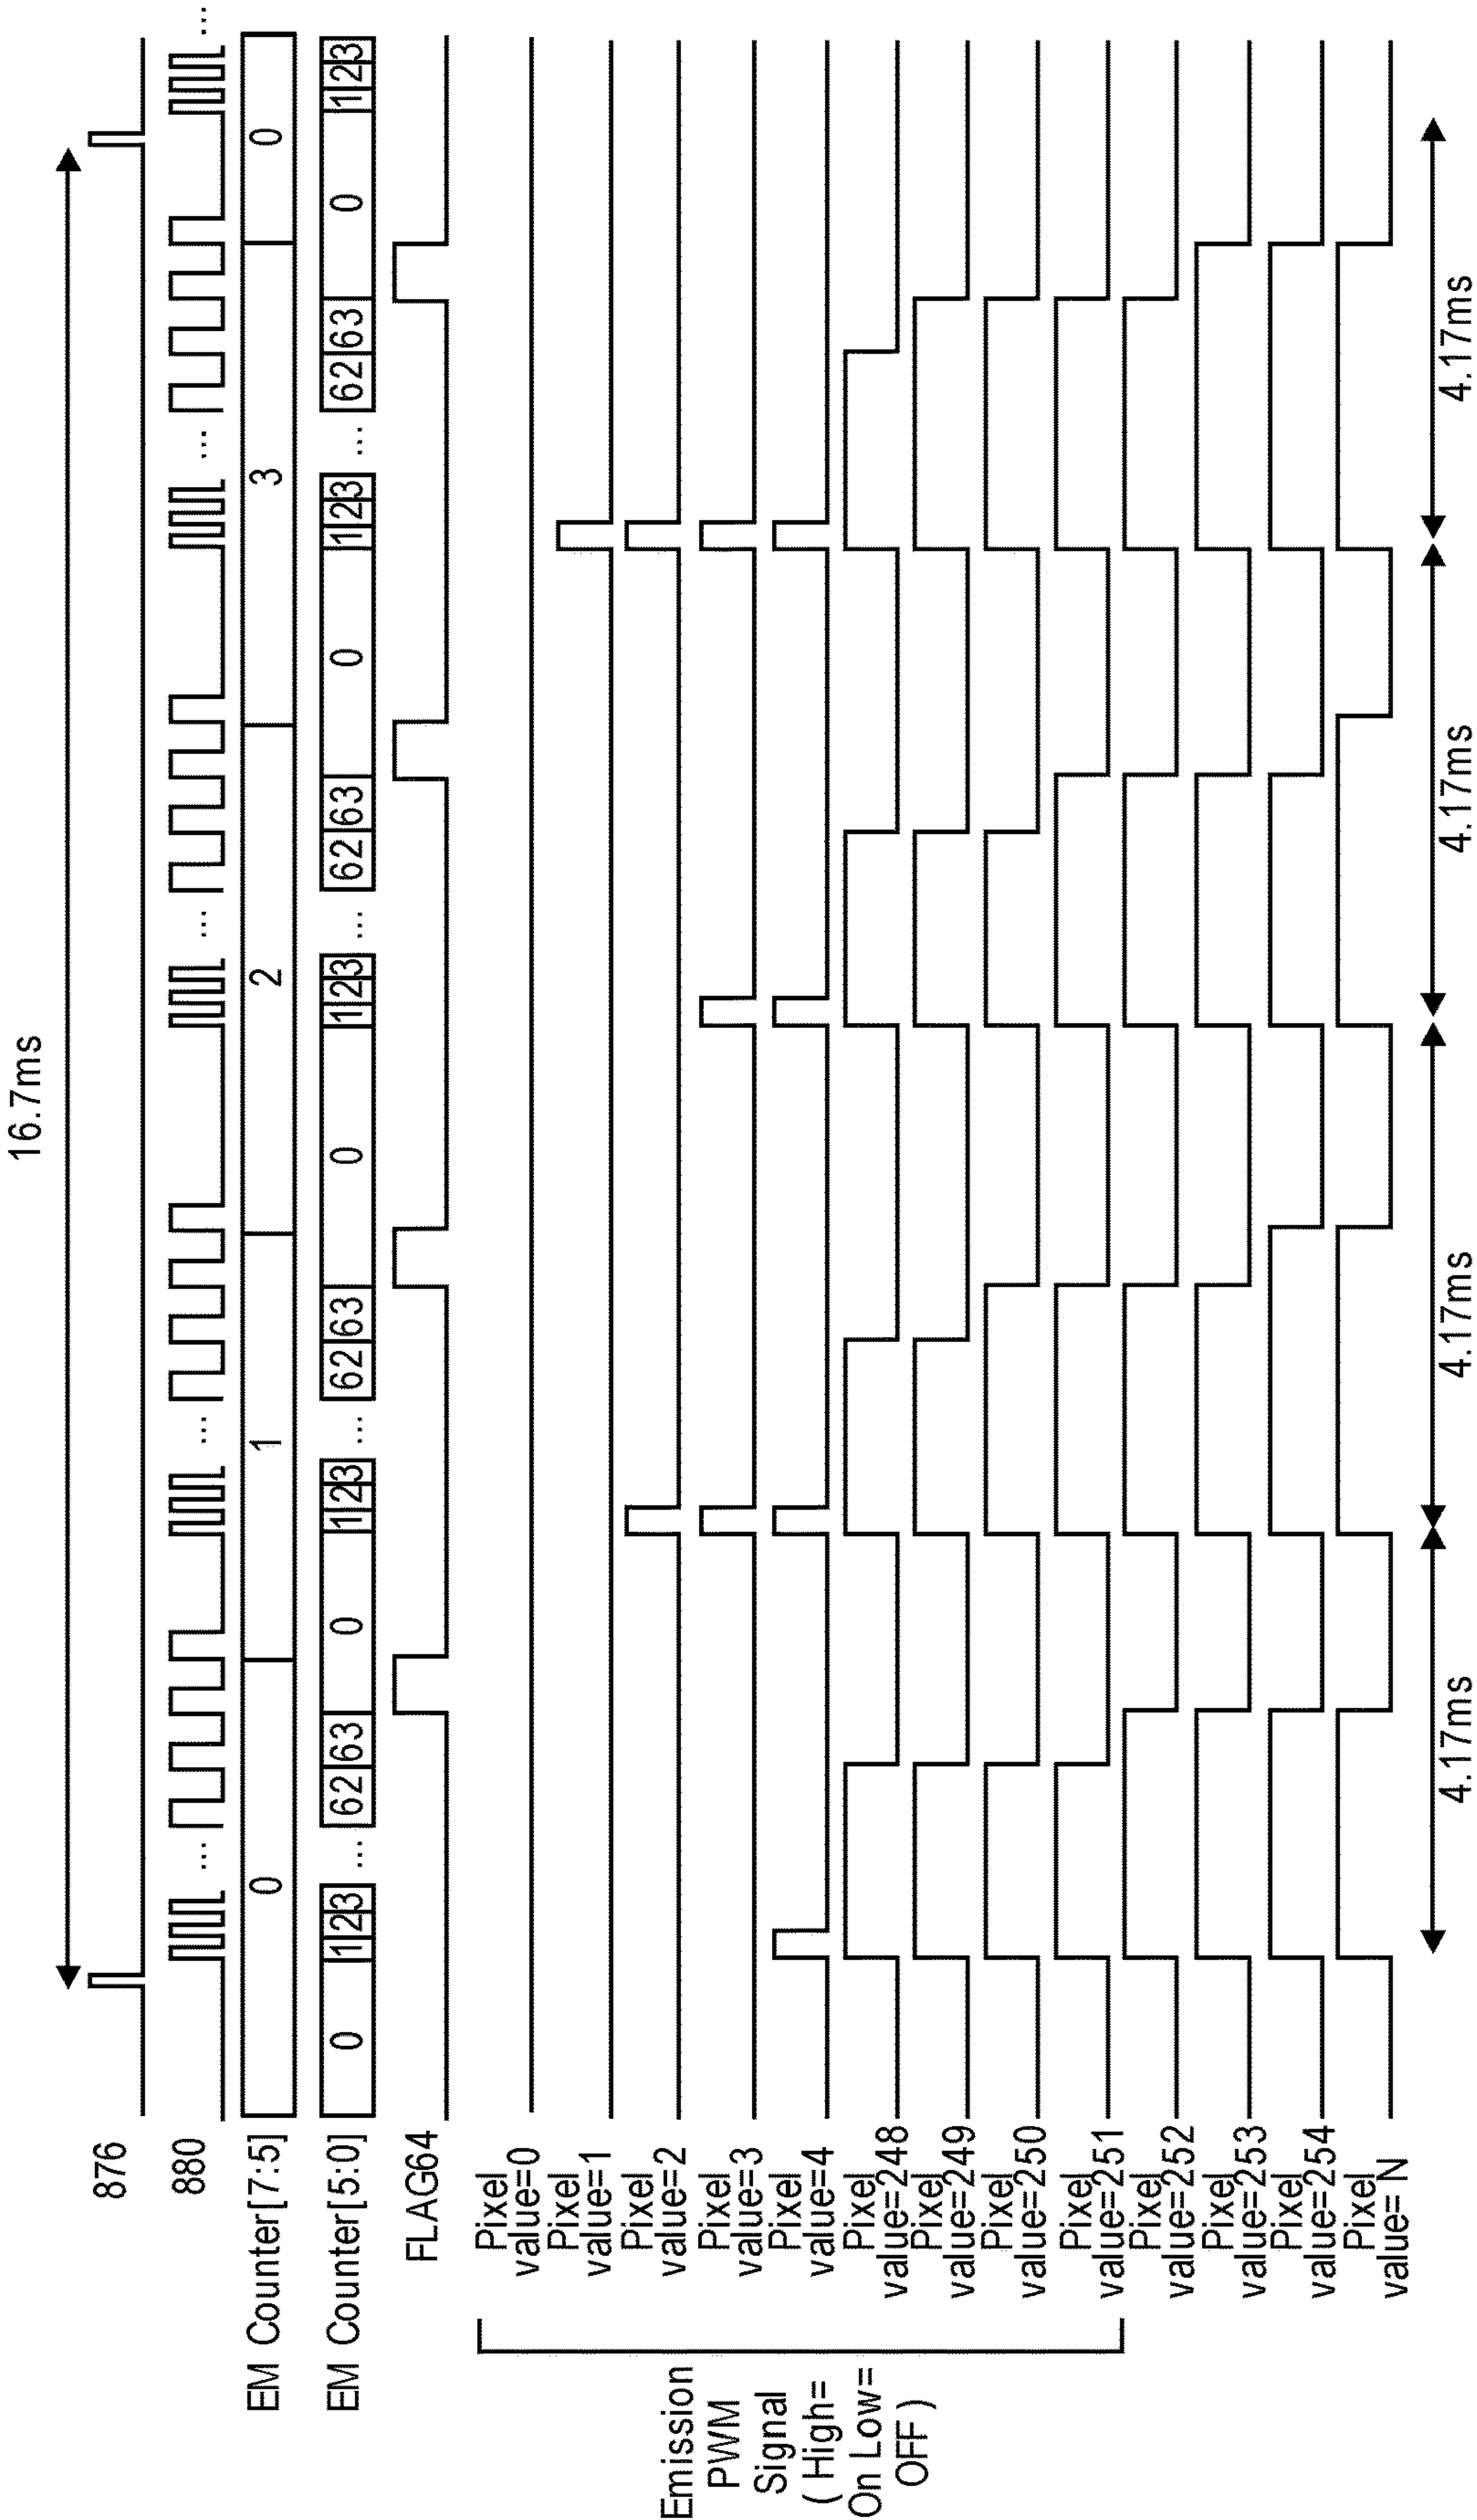 16.7ms
876
880 ... ... ... ... ...
EM Counter[7:5] 0 1 2 3 0
EM Counter[5:0] 0 1 2 3 ... 62 63 0 1 2 3 ... 62 63 0 1 2 3 ... 62 63 0 1 2 3 ... 62 63 0 1 2 3
FLAG64
Emission
PWM
Signal
(High=
On Low=
OFF)
Pixel
value=0
Pixel
value=1
Pixel
value=2
Pixel
value=3
Pixel
value=4
Pixel
value=248
Pixel
value=249
Pixel
value=250
Pixel
value=251
Pixel
value=252
Pixel
value=253
Pixel
value=254
Pixel
value=N
4.17ms 4.17ms 4.17ms 4.17ms